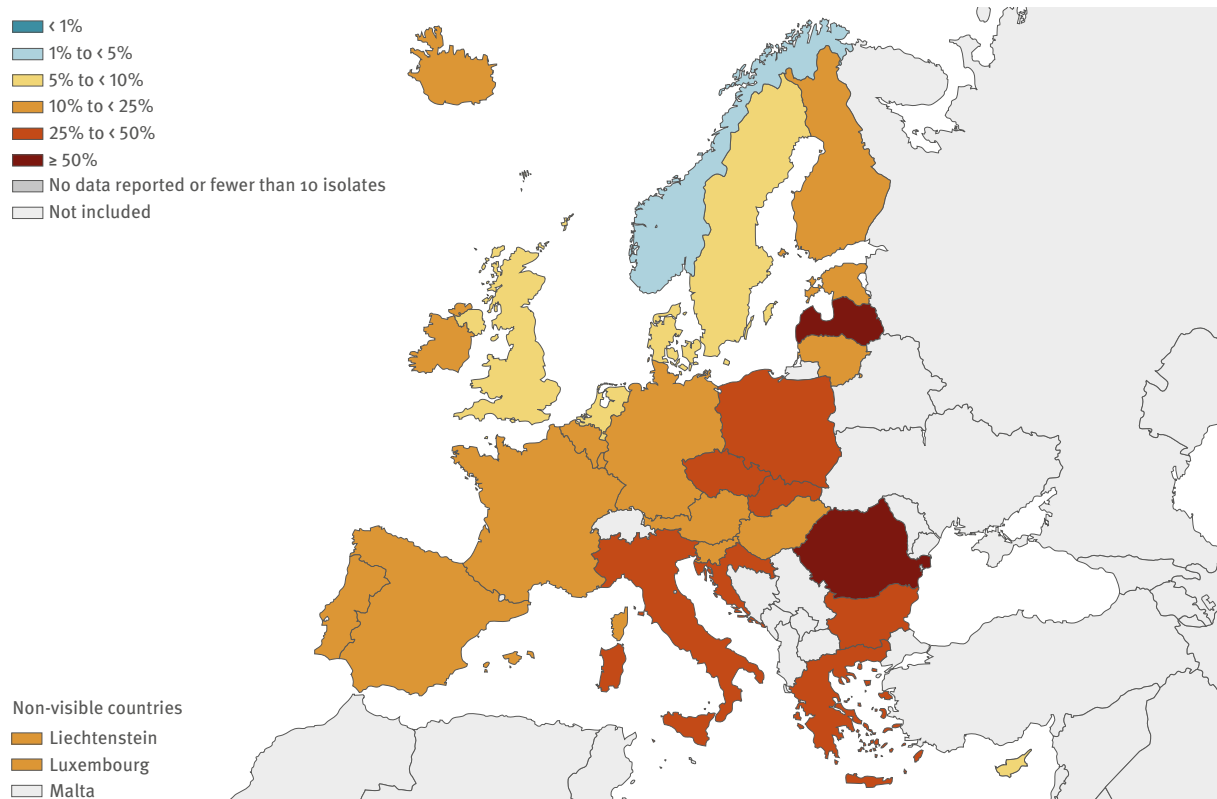 < 1%
1% to < 5%
5% to < 10%
10% to < 25%
25% to < 50%
≥ 50%
No data reported or fewer than 10 isolates
Not included
Non-visible countries
Liechtenstein
Luxembourg
Malta